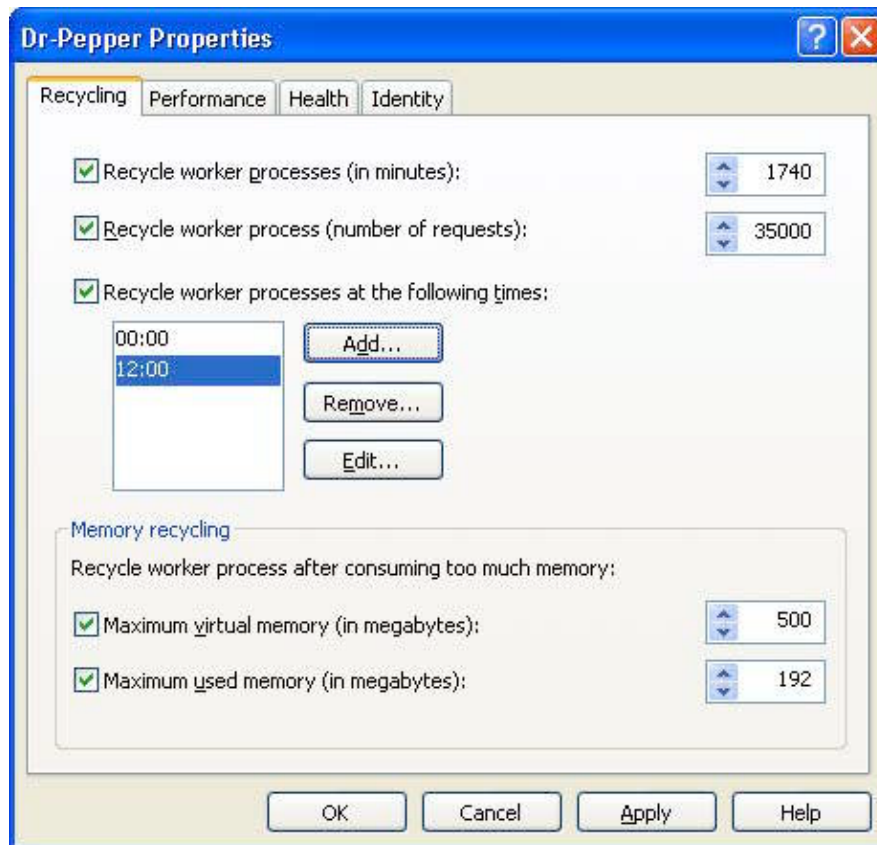 Dr-Pepper Properties
Recycling Performance Health Identity
Recycle worker processes (in minutes): 1740
Recycle worker process (number of requests): 35000
Recycle worker processes at the following times:
00:00
12:00
Add...
Remove...
Edit...
Memory recycling
Recycle worker process after consuming too much memory:
Maximum virtual memory (in megabytes): 500
Maximum used memory (in megabytes): 192
OK Cancel Apply Help